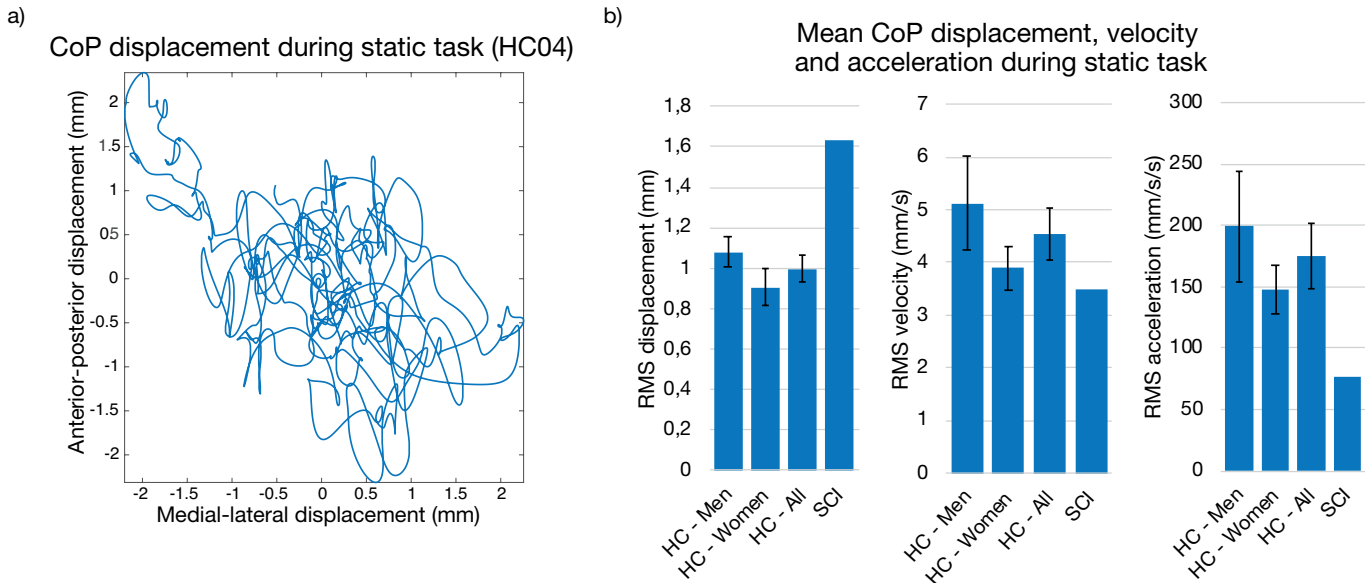 a)
CoP displacement during static task (HC04)
Anterior-posterior displacement (mm)
2
1.5
1
05
0
-0.5
-1
-1.5
-2
-2
-1.5
-1
-0.5
0
0.5
1
1.5
2
Medial-lateral displacement (mm)
b)
Mean CoP displacement, velocity
and acceleration during static task
RMS displacement (mm)
1,8
1,6
1,4
1,2
1
0,8
0,6
0,4
0,2
0
HC - Men
HC - Women
HC - All
SCI
RMS velocity (mm/s)
7
6
5
4
3
2
1
0
HC - Men
HC - Women
HC - All
SCI
RMS acceleration (mm/s/s)
300
250
200
150
100
50
0
HC - Men
HC - Women
HC - All
SCI